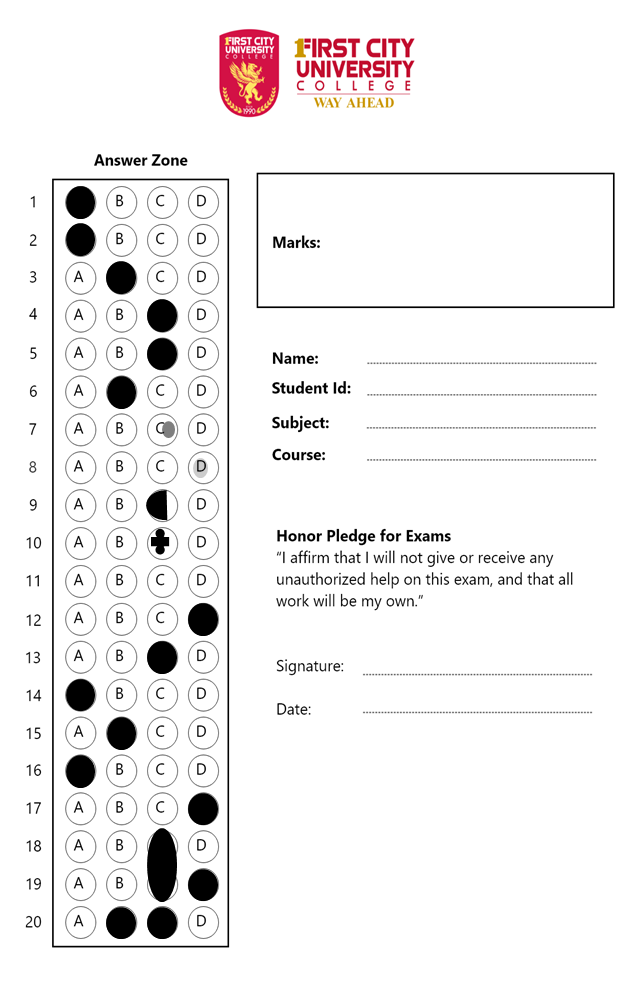 1FIRST CITY
UNIVERSITY
COLLEGE
1990
1FIRST CITY
UNIVERSITY
COLLEGE
WAY AHEAD
Answer Zone
1 B C D
2 B C D
3 A C D
4 A B D
5 A B D
6 A C D
7 A B C D
8 A B C D
9 A B D
10 A B D
11 A B C D
12 A B C
13 A B D
14 B C D
15 A C D
16 B C D
17 A B C
18 A B D
19 A B
20 A D
Marks:
Name:
Student Id:
Subject:
Course:
Honor Pledge for Exams
“I affirm that I will not give or receive any
unauthorized help on this exam, and that all
work will be my own.”
Signature:
Date: